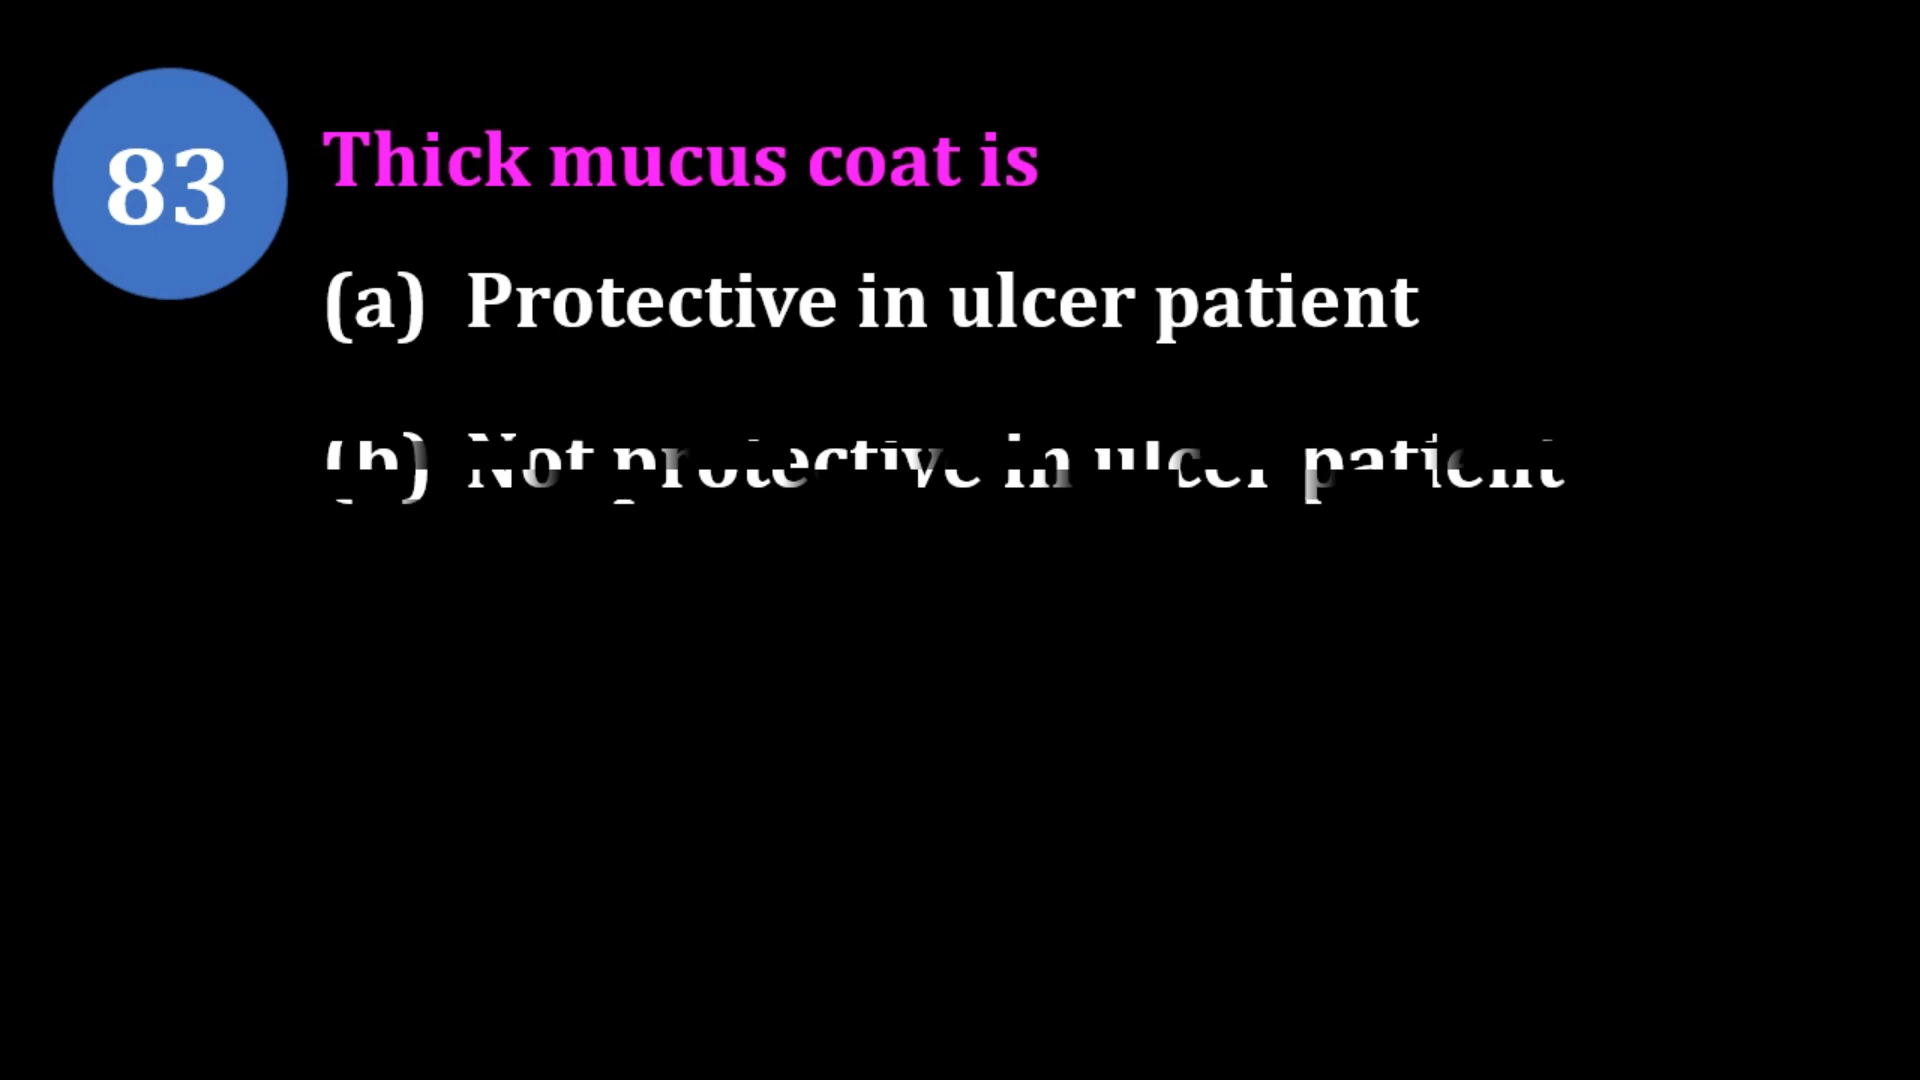 83
Thick mucus coat is
(a) Protective in ulcer patient
(b) Not protective in ulcer patient